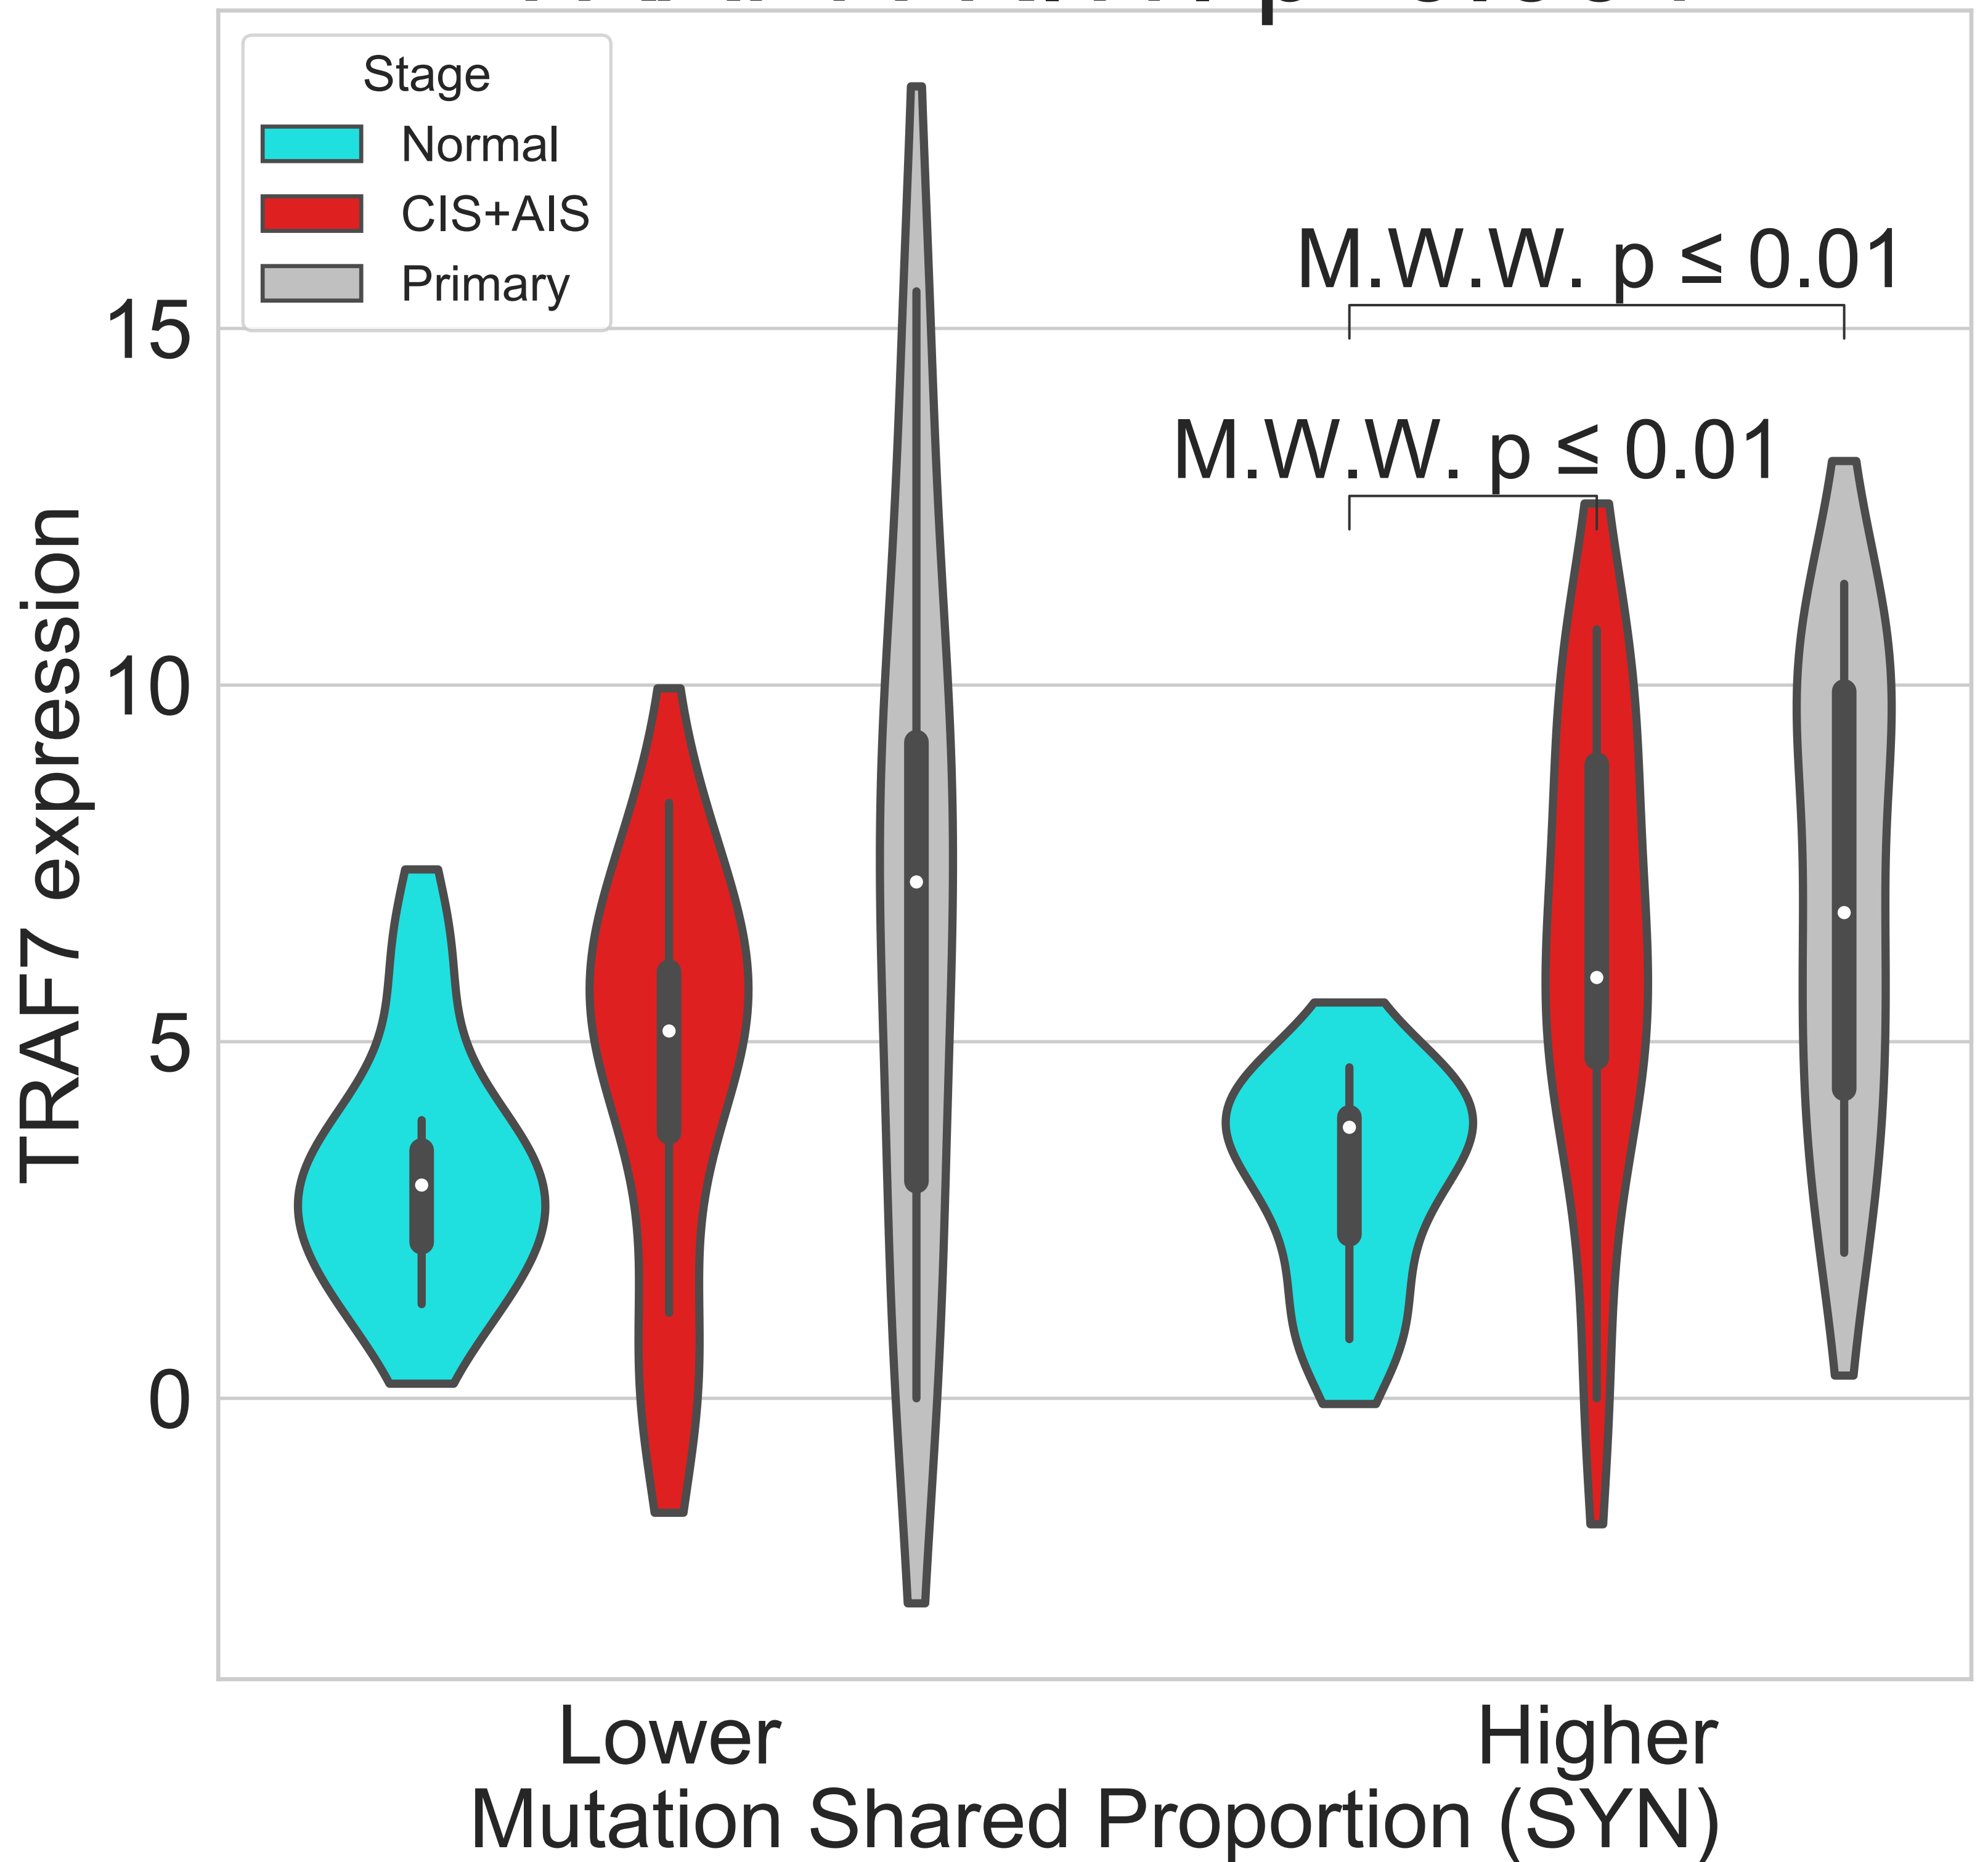 Stage
Normal
CIS+AIS
Primary
M.W.W. p ≤ 0.01
M.W.W. p ≤ 0.01
15
10
5
0
TRAF7 expression
Lower
Higher
Mutation Shared Proportion (SYN)